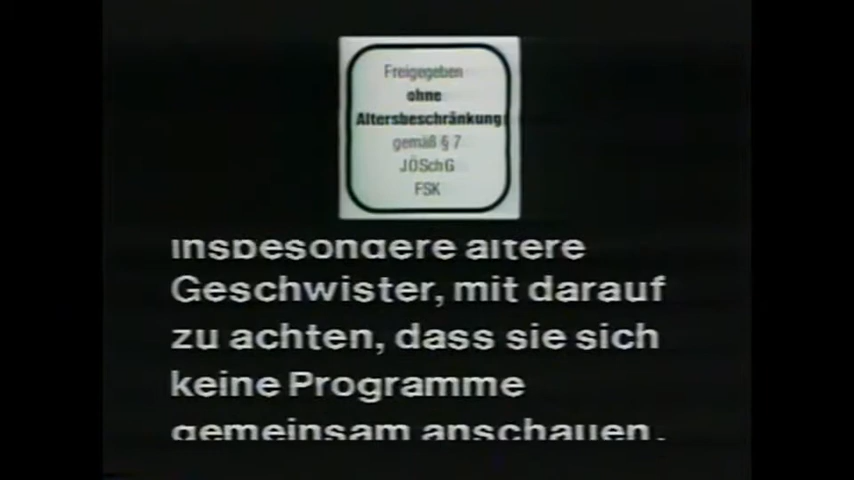 Freigegeben
ohne
Altersbeschränkung
gemäß § 7
JÖSchG
FSK
insbesondere ältere
Geschwister, mit darauf
zu achten, dass sie sich
keine Programme
gemeinsam anschauen.